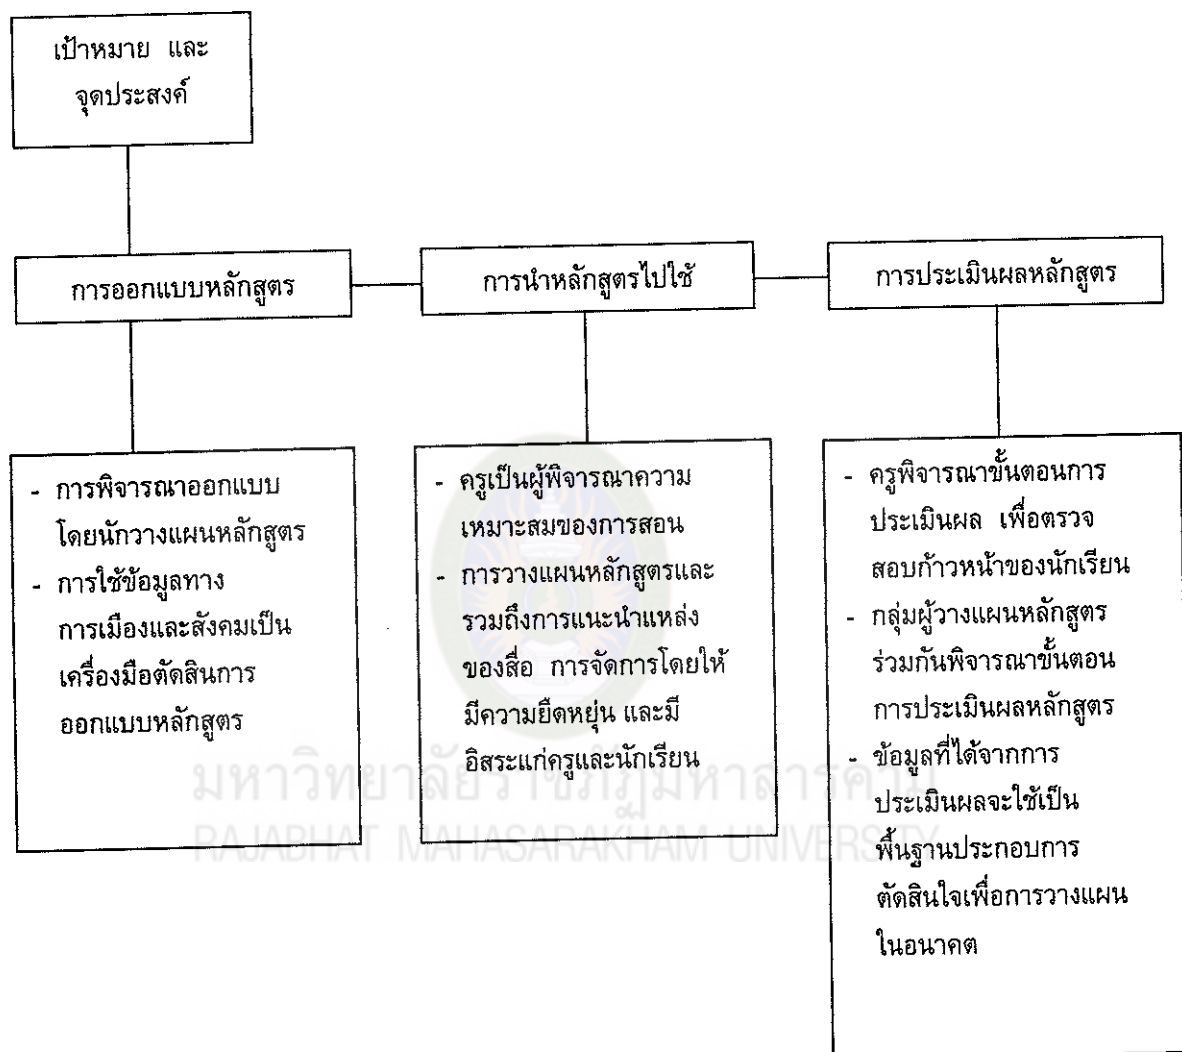 เป้าหมาย และ
จุดประสงค์
การออกแบบหลักสูตร
การนำหลักสูตรไปใช้
การประเมินผลหลักสูตร
- การพิจารณาออกแบบ
โดยนักวางแผนหลักสูตร
- การใช้ข้อมูลทาง
การเมืองและสังคมเป็น
เครื่องมือตัดสินการ
ออกแบบหลักสูตร
- ครูเป็นผู้พิจารณาความ
เหมาะสมของการสอน
- การวางแผนหลักสูตรและ
รวมถึงการแนะนำแหล่ง
ของสื่อ การจัดการโดยให้
มีความยืดหยุ่น และมี
อิสระแก่ครูและนักเรียน
- ครูพิจารณาขั้นตอนการ
ประเมินผล เพื่อตรวจ
สอบก้าวหน้าของนักเรียน
- กลุ่มผู้วางแผนหลักสูตร
ร่วมกันพิจารณาขั้นตอน
การประเมินผลหลักสูตร
- ข้อมูลที่ได้จากการ
ประเมินผลจะใช้เป็น
พื้นฐานประกอบการ
ตัดสินใจเพื่อการวางแผน
ในอนาคต
มหาวิทยาลัยราชภัฏมหาสารคาม
RAJABHAT MAHASARAKHAM UNIVERSITY